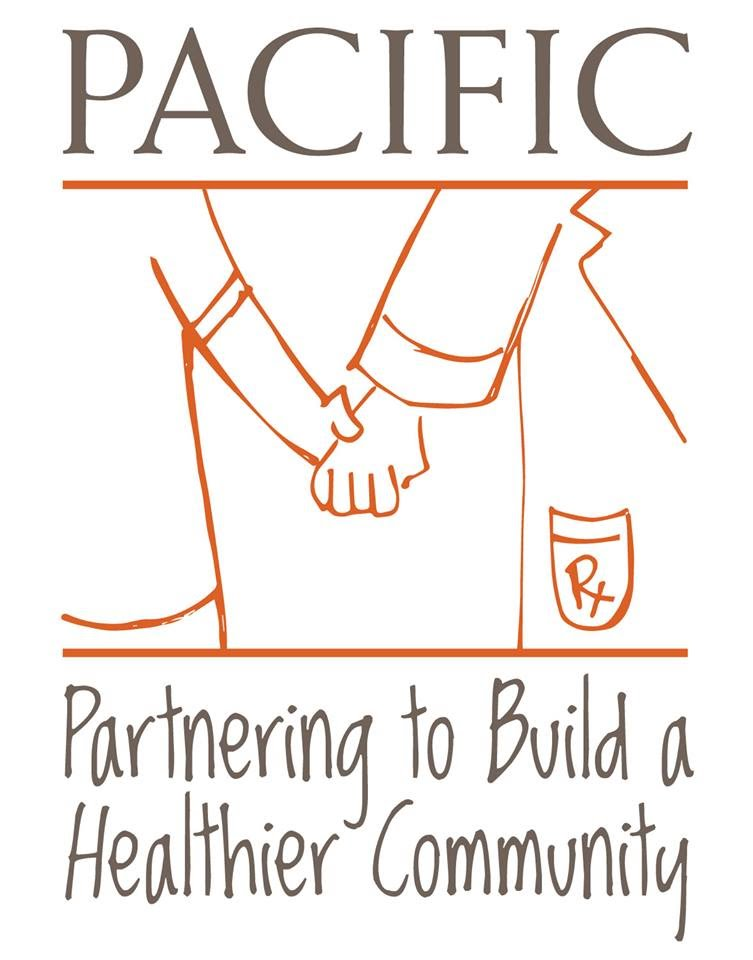 PACIFIC
Rx
Partnering to Build a
Healthier Community